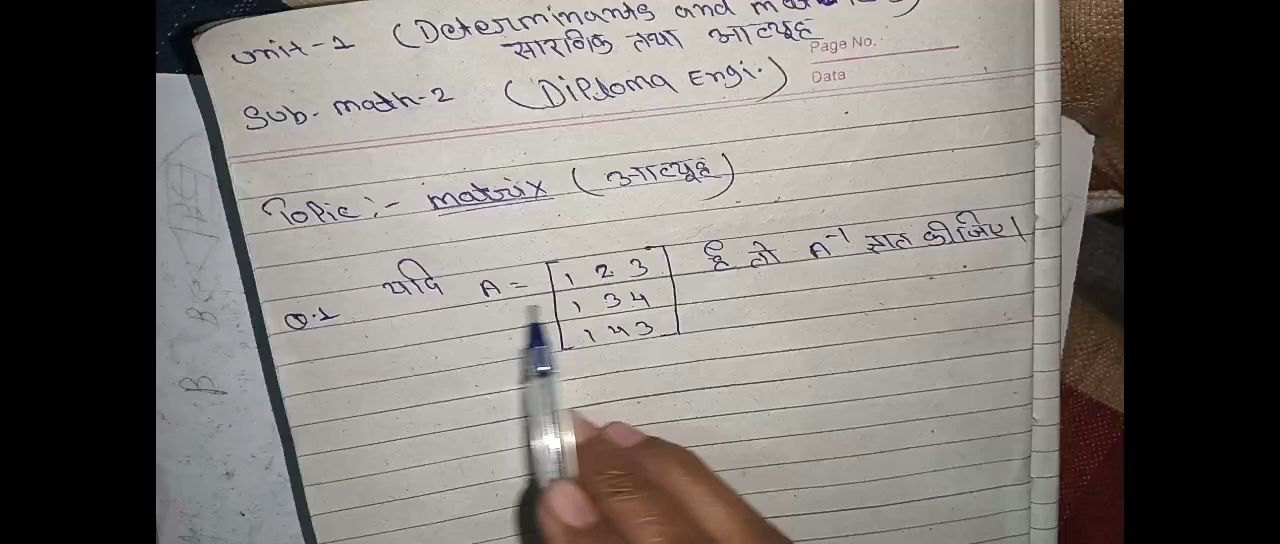 Unit-1 (Determinants and
सारणिक तथा आव्यूह
Page No.
Sub. math-2 (Diploma Engi.)
Date
Topic :- matrix (आव्यूह)
Q.1 यदि A = [1 2 3 है तो A⁻¹ ज्ञात कीजिए।
1 3 4
1 4 3]